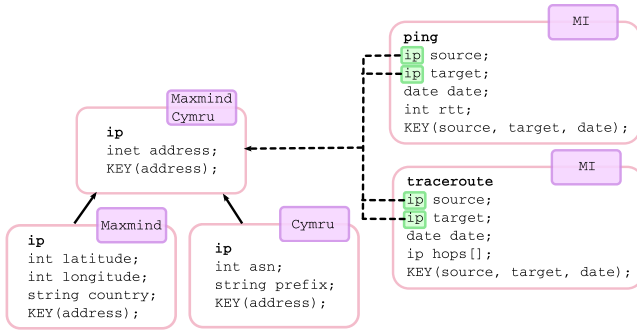 MI
ping
ip source;
ip target;
date date;
int rtt;
KEY(source, target, date);
Maxmind
Cymru
ip
inet address;
KEY(address);
MI
traceroute
ip source;
ip target;
date date;
ip hops[];
KEY(source, target, date);
Maxmind
ip
int latitude;
int longitude;
string country;
KEY(address);
Cymru
ip
int asn;
string prefix;
KEY(address);